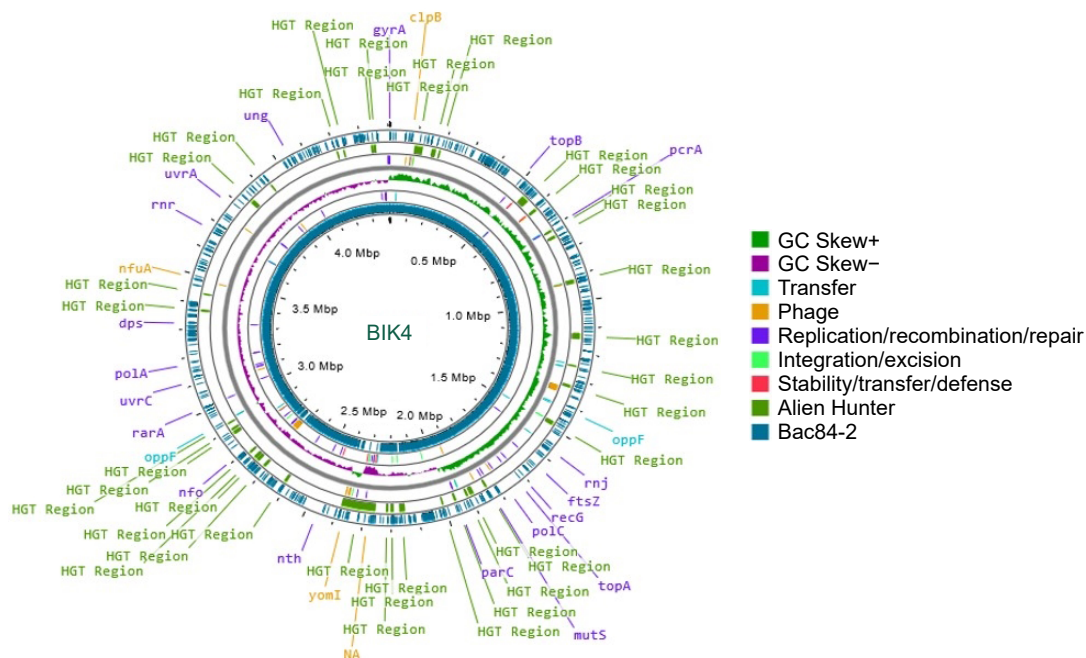 clpB
HGT Region
gyrA
HGT Region
HGT Region
HGT Region
HGT Region
HGT Region
HGT Region
ung
HGT Region
topB
pcrA
HGT Region
HGT Region
HGT Region
uvrA
HGT Region
rnr
HGT Region
nfuA
HGT Region
HGT Region
HGT Region
dps
HGT Region
polA
HGT Region
uvrC
HGT Region
rarA
oppF
oppF
HGT Region
HGT Region
HGT Region
nfo
HGT Region
HGT Region
rnj
ftsZ
recG
polC
HGT Region
HGT Region
HGT Region
HGT Region
nth
HGT Region
HGT Region
HGT Region
parC
topA
HGT Region
HGT Region
yomI
HGT Region
HGT Region
HGT Region
HGT Region
mutS
NA
4.0 Mbp
0.5 Mbp
3.5 Mbp
1.0 Mbp
BIK4
3.0 Mbp
1.5 Mbp
2.5 Mbp
2.0 Mbp
GC Skew+
GC Skew−
Transfer
Phage
Replication/recombination/repair
Integration/excision
Stability/transfer/defense
Alien Hunter
Bac84-2